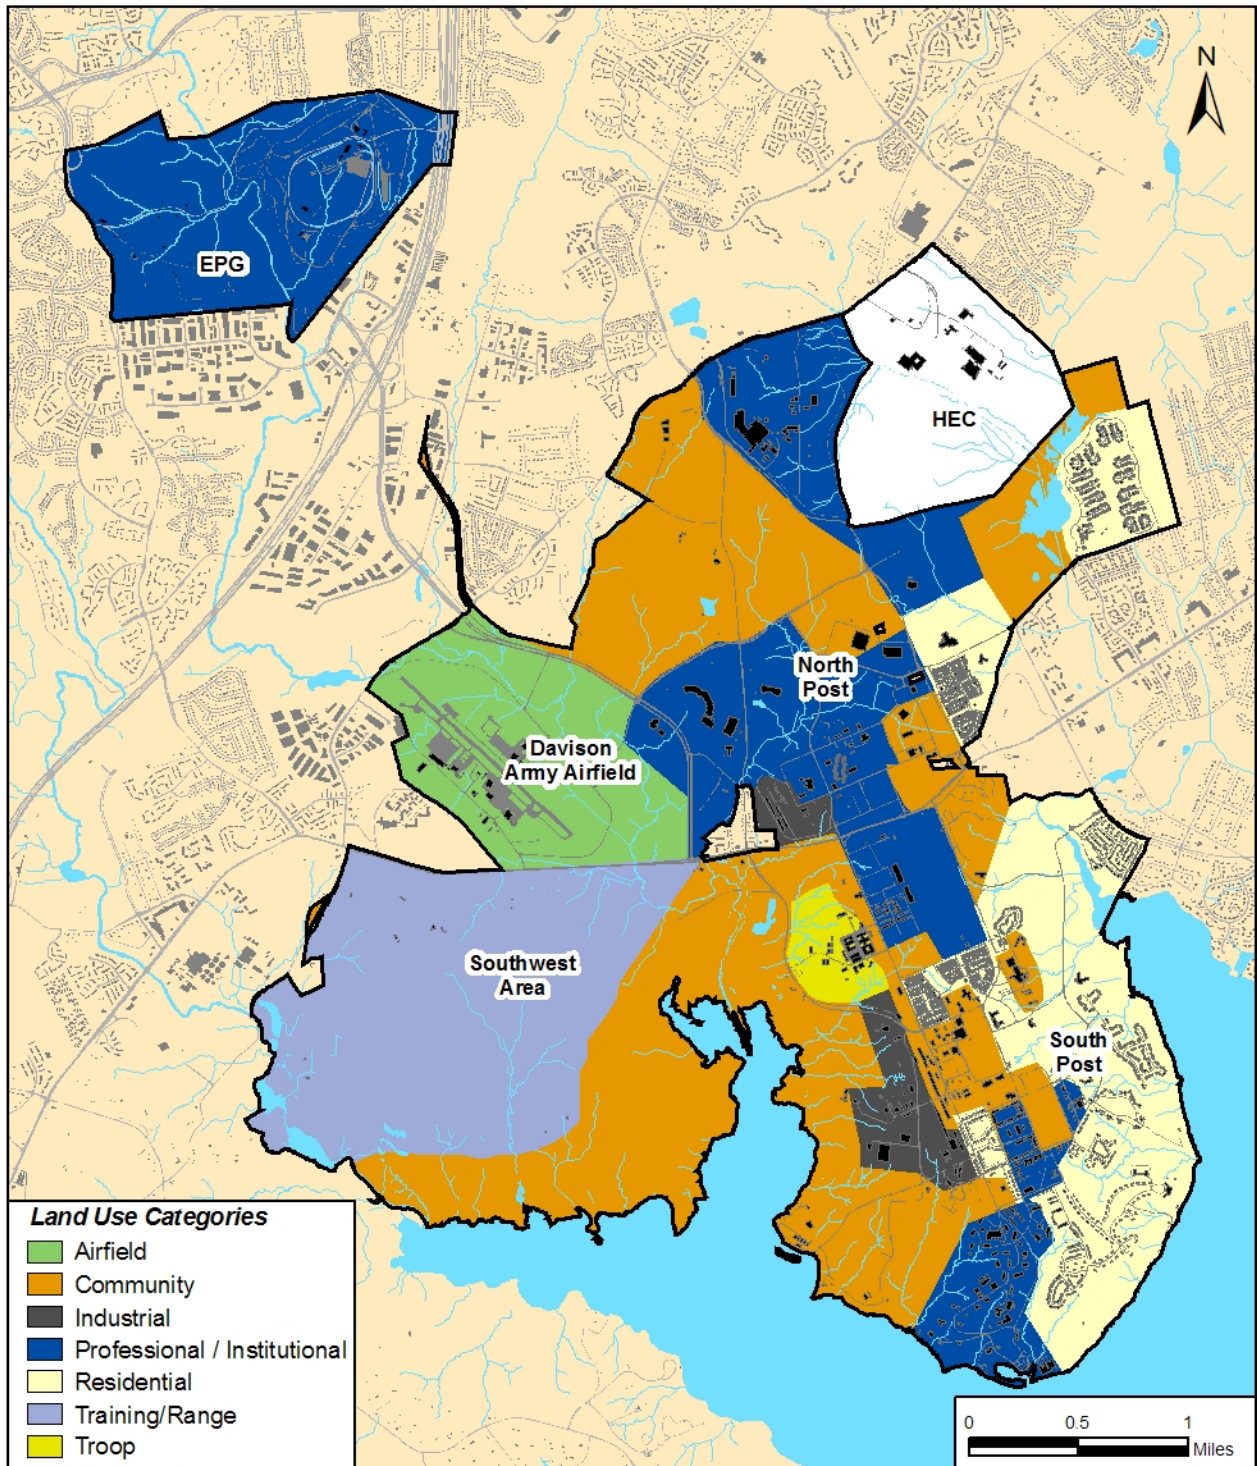 N
EPG
HEC
North
Post
Davison
Army Airfield
Southwest
Area
South
Post
Land Use Categories
Airfield
Community
Industrial
Professional / Institutional
Residential
Training/Range
Troop
0 0.5 1
Miles